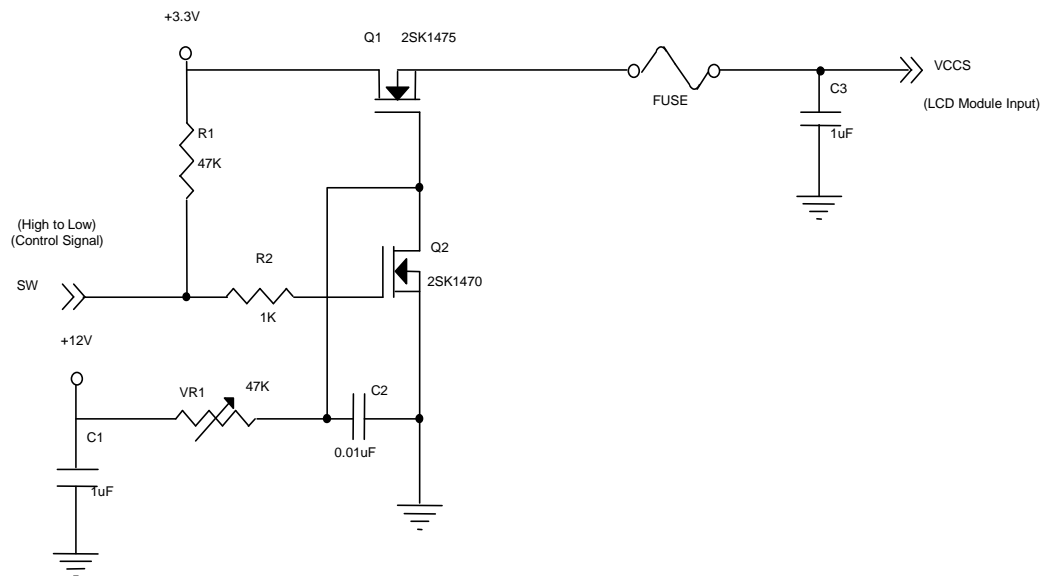 +3.3V
Q1 2SK1475
VCCS
FUSE
C3
(LCD Module Input)
R1
1uF
47K
(High to Low)
(Control Signal)
Q2
R2
SW
2SK1470
1K
+12V
VR1
47K
C2
C1
0.01uF
1uF